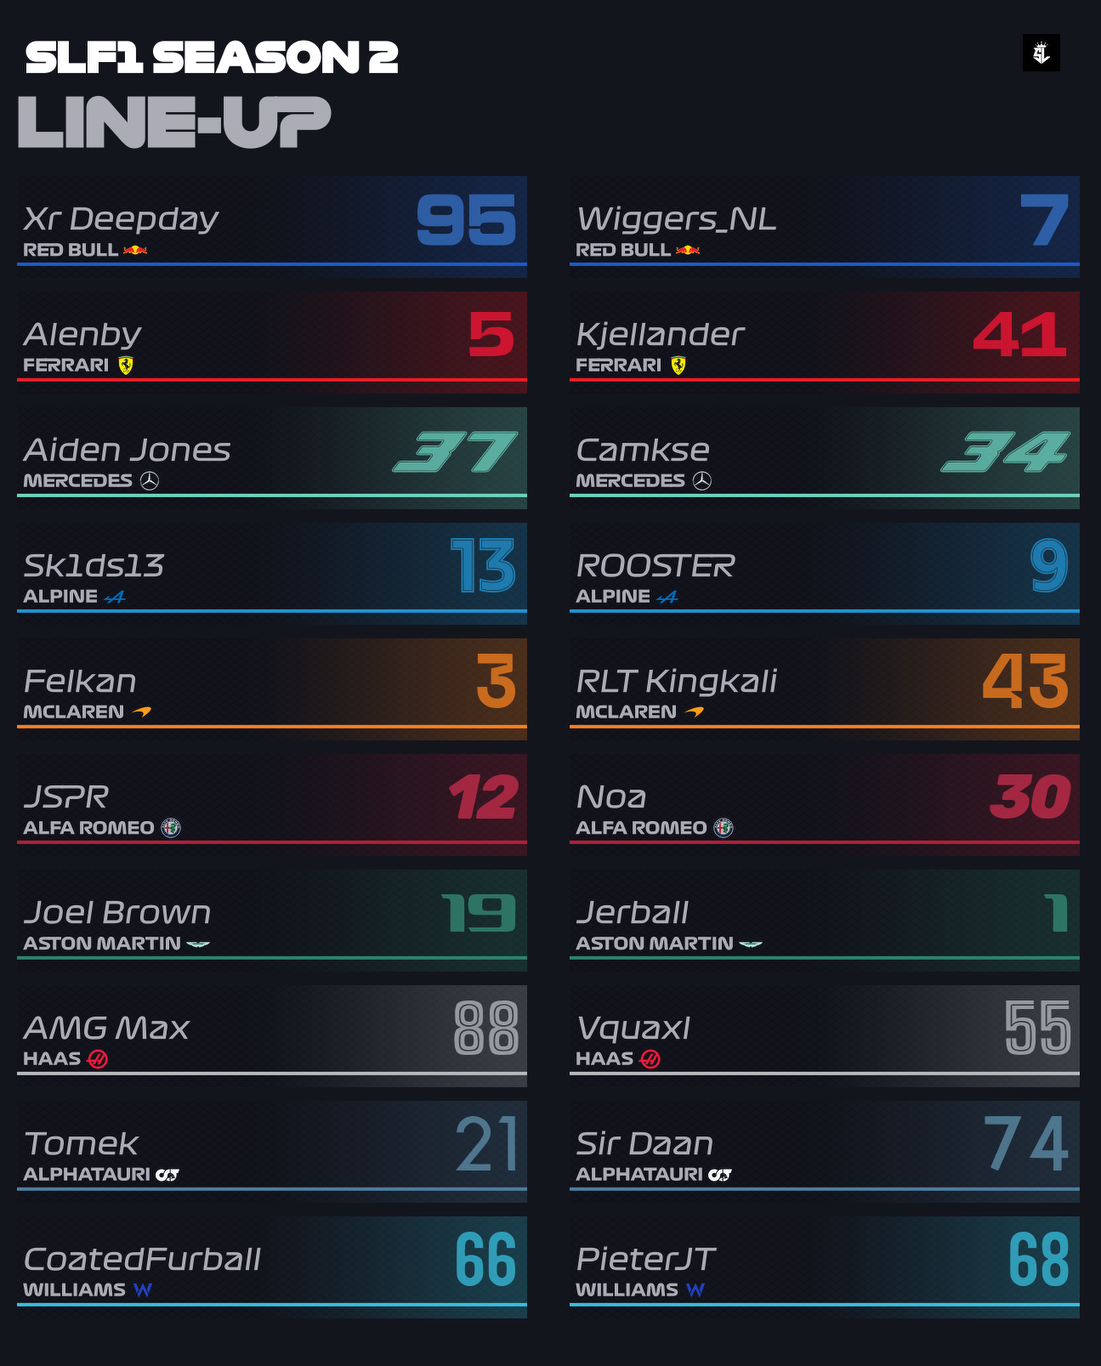 SLF1 SEASON 2
SL
LINE-UP
Xr Deepday 95
RED BULL
Wiggers_NL 7
RED BULL
Alenby 5
FERRARI
Kjellander 41
FERRARI
Aiden Jones 37
MERCEDES
Camkse 34
MERCEDES
Sk1ds13 13
ALPINE
ROOSTER 9
ALPINE
Felkan 3
MCLAREN
RLT Kingkali 43
MCLAREN
JSPR 12
ALFA ROMEO
Noa 30
ALFA ROMEO
Joel Brown 19
ASTON MARTIN
Jerball 1
ASTON MARTIN
AMG Max 88
HAAS
Vquaxl 55
HAAS
Tomek 21
ALPHATAURI
Sir Daan 74
ALPHATAURI
CoatedFurball 66
WILLIAMS
PieterJT 68
WILLIAMS